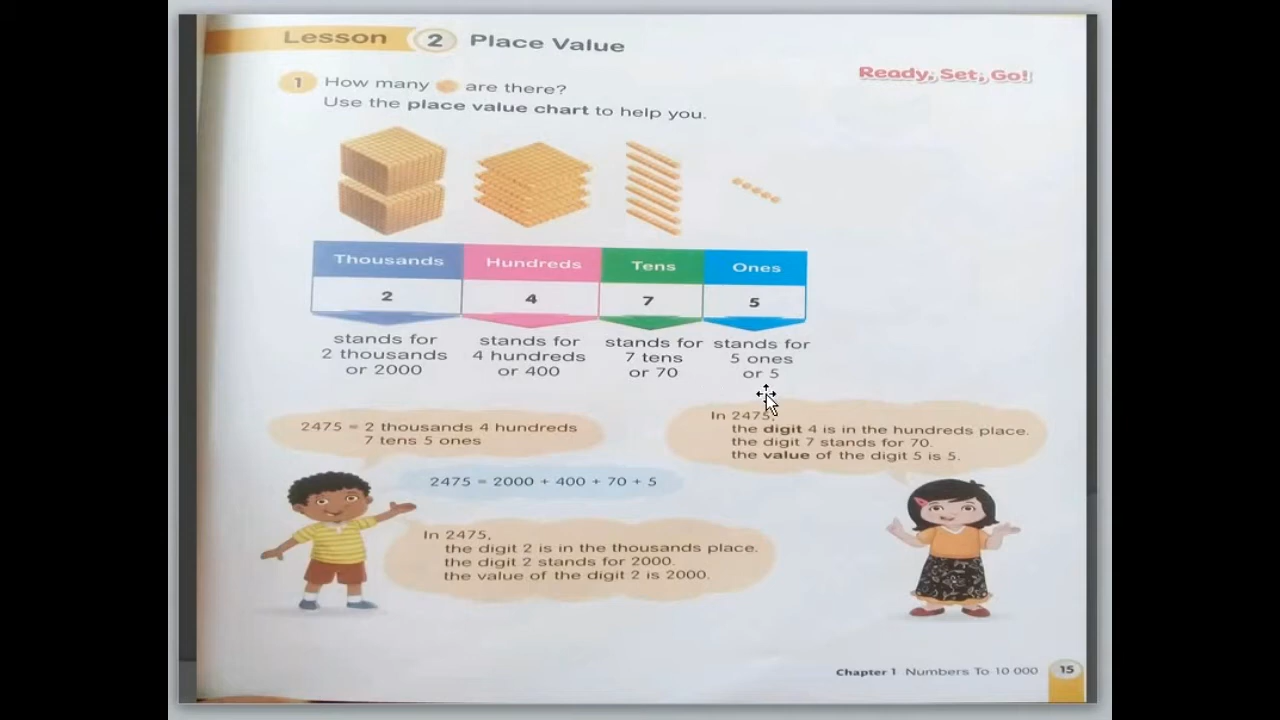 Lesson 2 Place Value
Ready, Set, Go!
1 How many are there?
Use the place value chart to help you.
Thousands Hundreds Tens Ones
2 4 7 5
stands for stands for stands for stands for
2 thousands 4 hundreds 7 tens 5 ones
or 2000 or 400 or 70 or 5
2475 = 2 thousands 4 hundreds
7 tens 5 ones
In 2475,
the digit 4 is in the hundreds place.
the digit 7 stands for 70.
the value of the digit 5 is 5.
2475 = 2000 + 400 + 70 + 5
In 2475,
the digit 2 is in the thousands place.
the digit 2 stands for 2000.
the value of the digit 2 is 2000.
Chapter 1 Numbers To 10 000 15